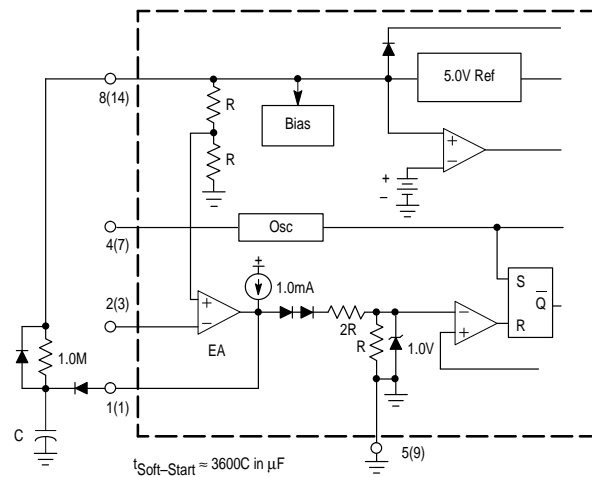 8(14)
R
R
Bias
5.0V Ref
+
−
+
−
4(7)
Osc
+
1.0mA
S
Q
R
2(3)
+
−
EA
2R
R
1.0V
−
+
1.0M
1(1)
C
5(9)
tSoft–Start ≈ 3600C in µF